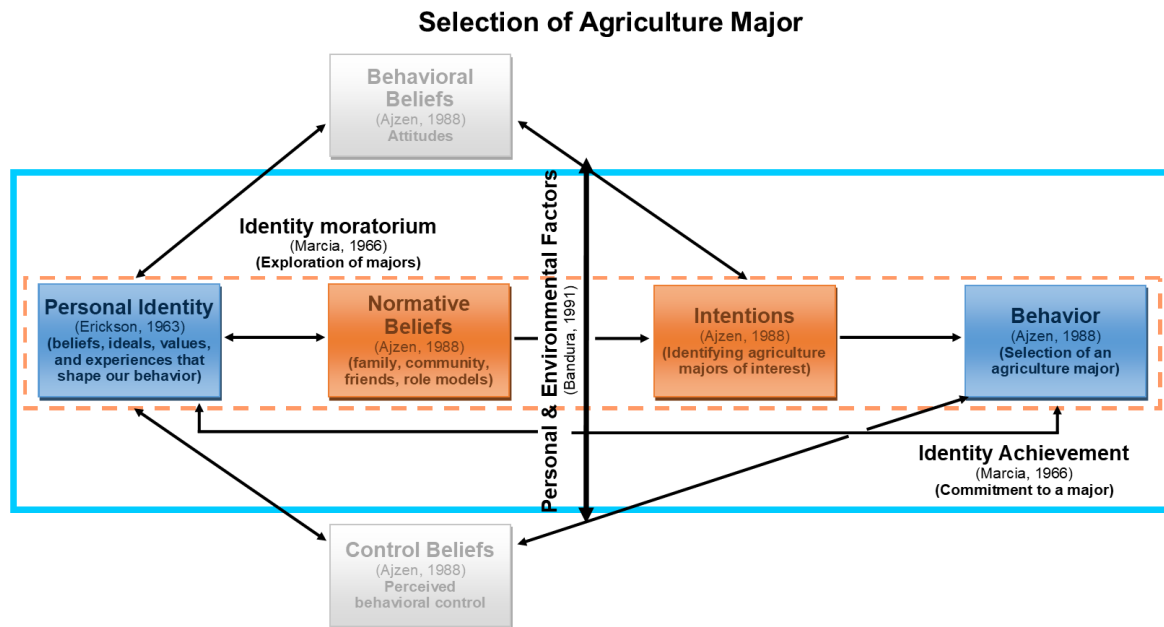 Selection of Agriculture Major
Behavioral
Beliefs
(Ajzen, 1988)
Attitudes
Identity moratorium
(Marcia, 1966)
(Exploration of majors)
Personal & Environmental Factors
(Bandura, 1991)
Personal Identity
(Erickson, 1963)
(beliefs, ideals, values,
and experiences that
shape our behavior)
Normative
Beliefs
(Ajzen, 1988)
(family, community,
friends, role models)
Intentions
(Ajzen, 1988)
(Identifying agriculture
majors of interest)
Behavior
(Ajzen, 1988)
(Selection of an
agriculture major)
Identity Achievement
(Marcia, 1966)
(Commitment to a major)
Control Beliefs
(Ajzen, 1988)
Perceived
behavioral control